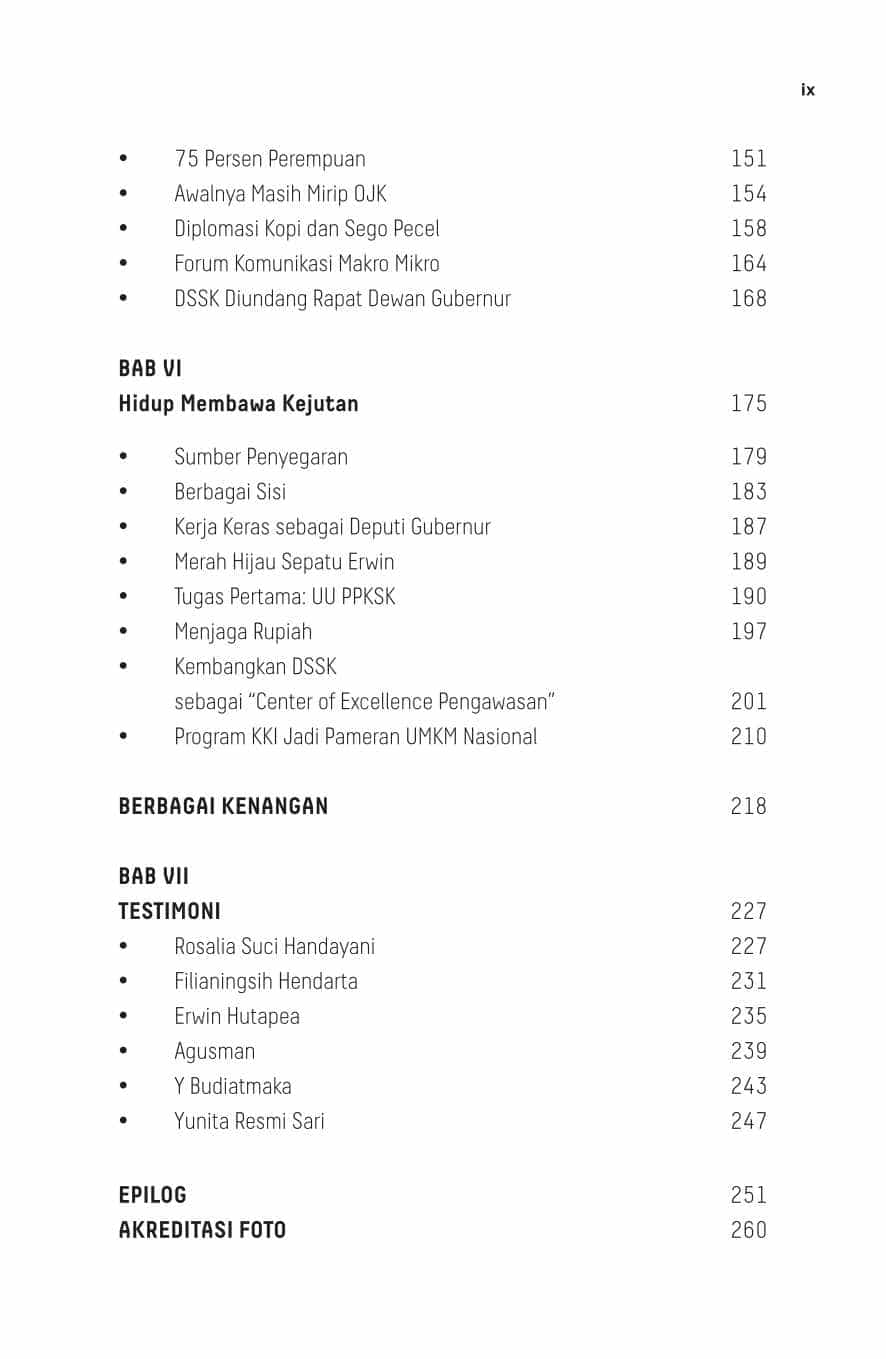 ix
• 75 Persen Perempuan 151
• Awalnya Masih Mirip OJK 154
• Diplomasi Kopi dan Sego Pecel 158
• Forum Komunikasi Makro Mikro 164
• DSSK Diundang Rapat Dewan Gubernur 168
BAB VI
Hidup Membawa Kejutan 175
• Sumber Penyegaran 179
• Berbagai Sisi 183
• Kerja Keras sebagai Deputi Gubernur 187
• Merah Hijau Sepatu Erwin 189
• Tugas Pertama: UU PPKSK 190
• Menjaga Rupiah 197
• Kembangkan DSSK
sebagai “Center of Excellence Pengawasan” 201
• Program KKI Jadi Pameran UMKM Nasional 210
BERBAGAI KENANGAN 218
BAB VII
TESTIMONI 227
• Rosalia Suci Handayani 227
• Filianingsih Hendarta 231
• Erwin Hutapea 235
• Agusman 239
• Y Budiatmaka 243
• Yunita Resmi Sari 247
EPILOG 251
AKREDITASI FOTO 260